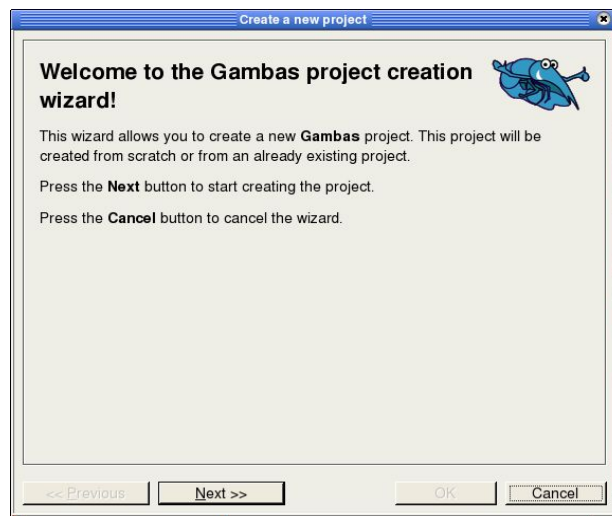 Create a new project
Welcome to the Gambas project creation
wizard!
This wizard allows you to create a new Gambas project. This project will be
created from scratch or from an already existing project.
Press the Next button to start creating the project.
Press the Cancel button to cancel the wizard.
<< Previous Next >> OK Cancel